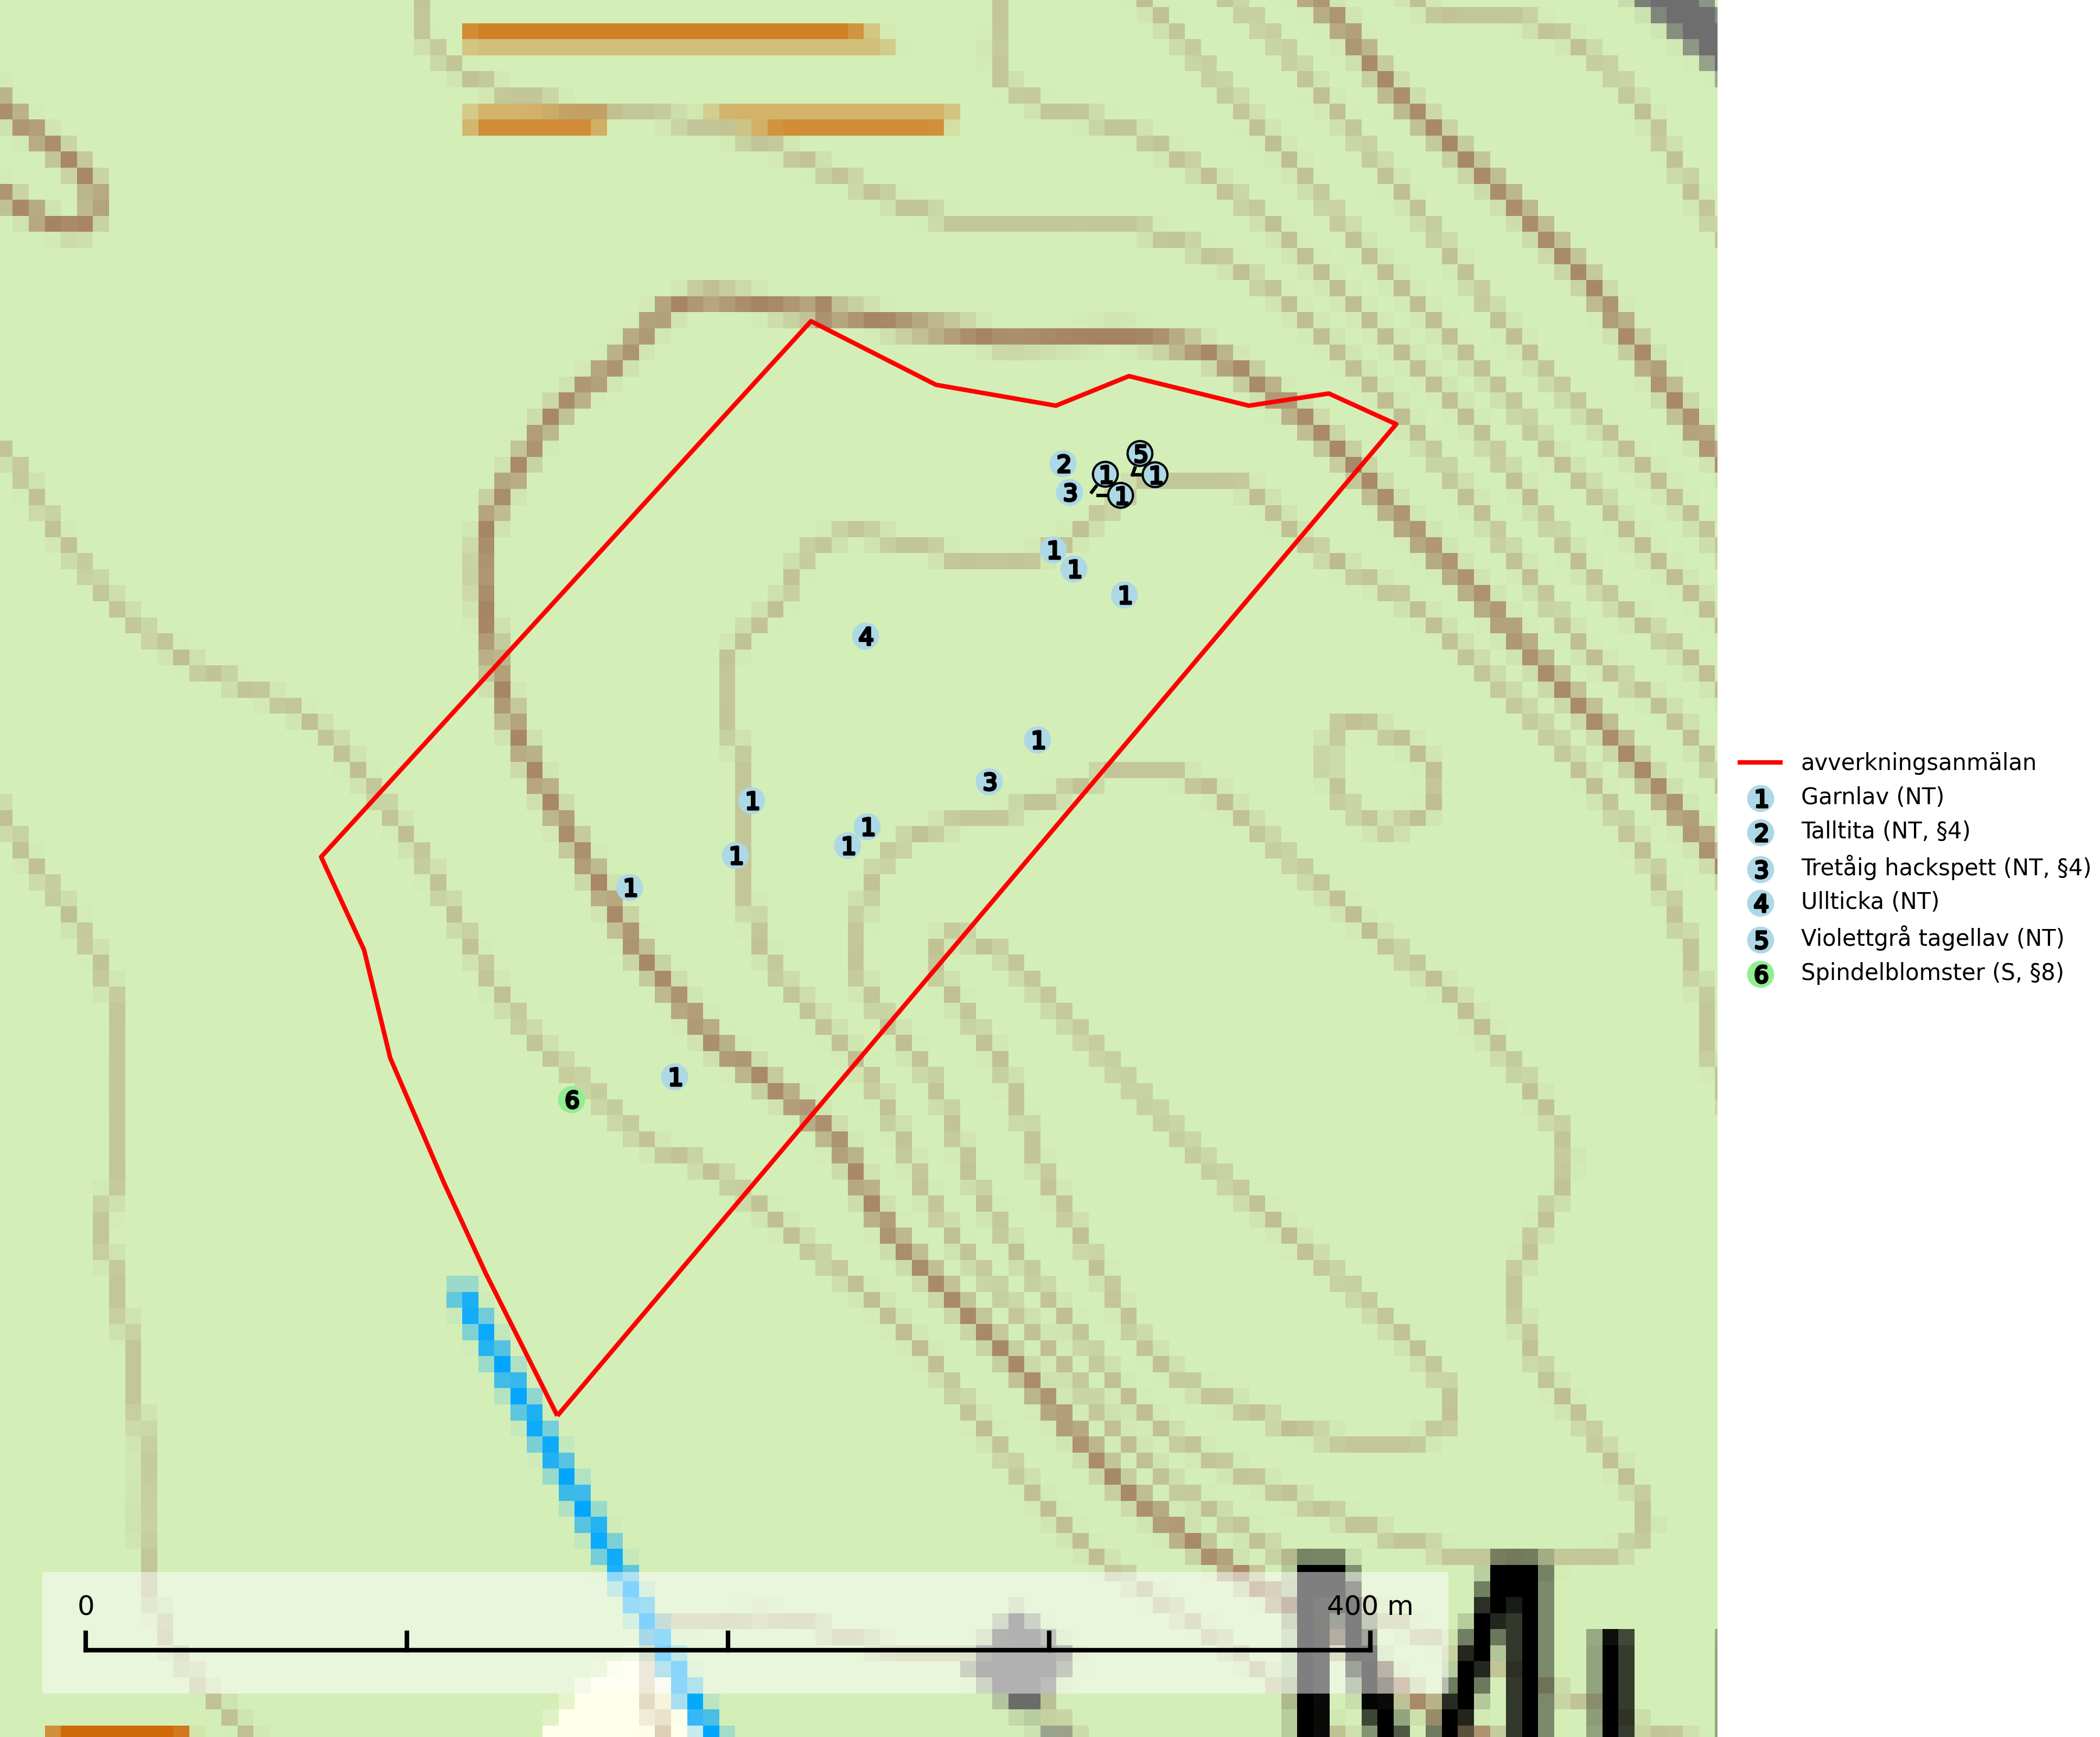 5
2
1
1
3
1
1
1
1
4
1
3
1
1
1
1
1
1
6
avverkningsanmälan
1 Garnlav (NT)
2 Talltita (NT, §4)
3 Tretåig hackspett (NT, §4)
4 Ullticka (NT)
5 Violettgrå tagellav (NT)
6 Spindelblomster (S, §8)
0 400 m